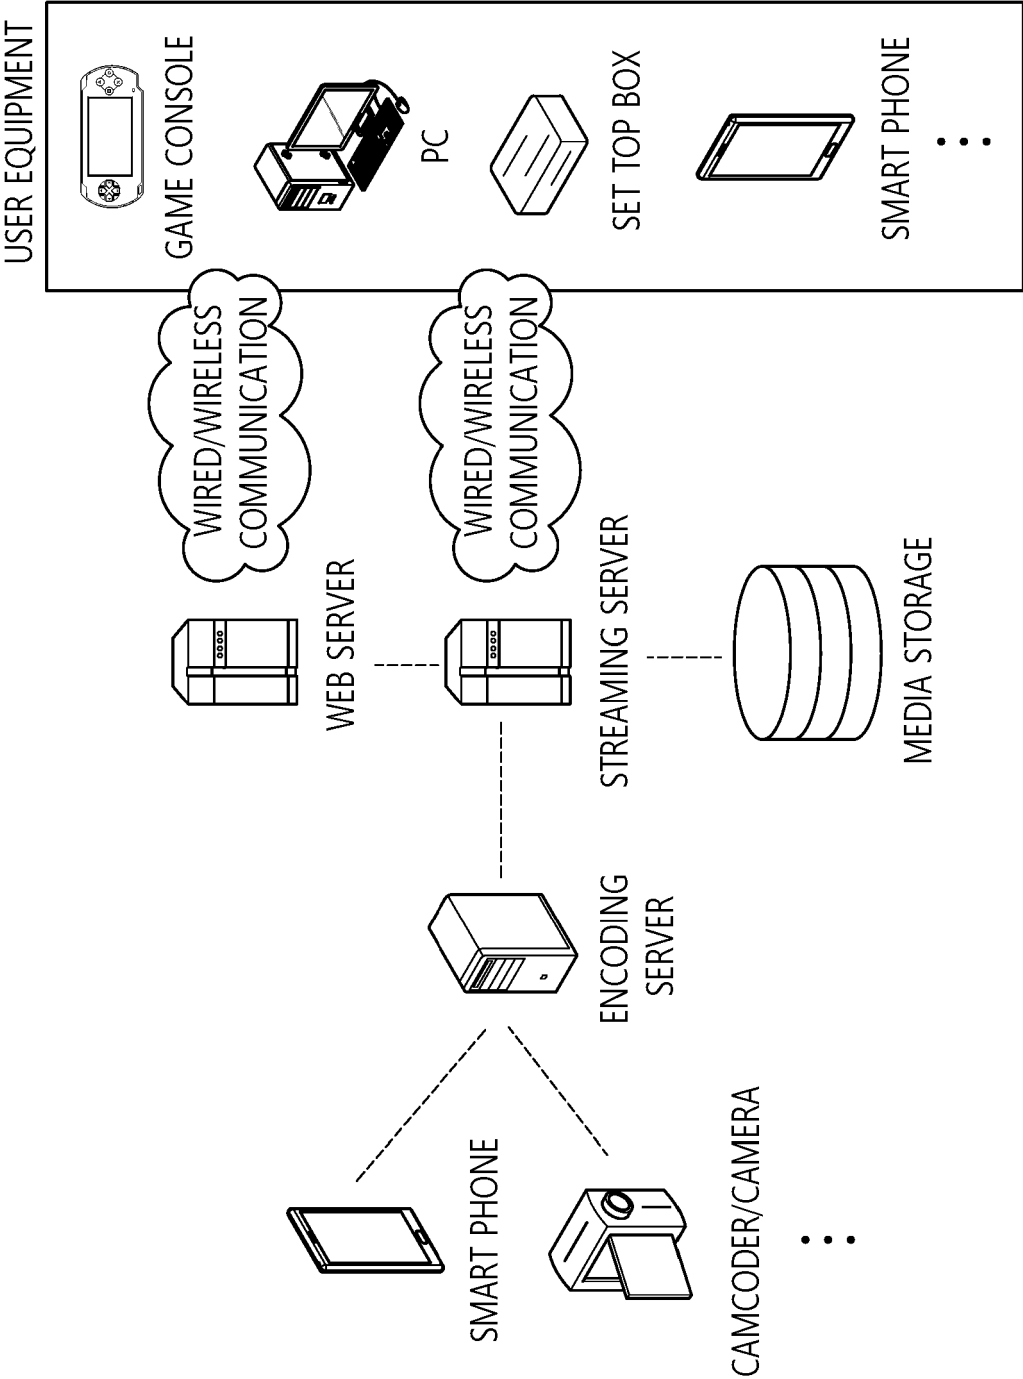 SMART PHONE
CAMCODER/CAMERA
ENCODING
SERVER
WEB SERVER
STREAMING SERVER
MEDIA STORAGE
WIRED/WIRELESS
COMMUNICATION
WIRED/WIRELESS
COMMUNICATION
USER EQUIPMENT
GAME CONSOLE
PC
SET TOP BOX
SMART PHONE